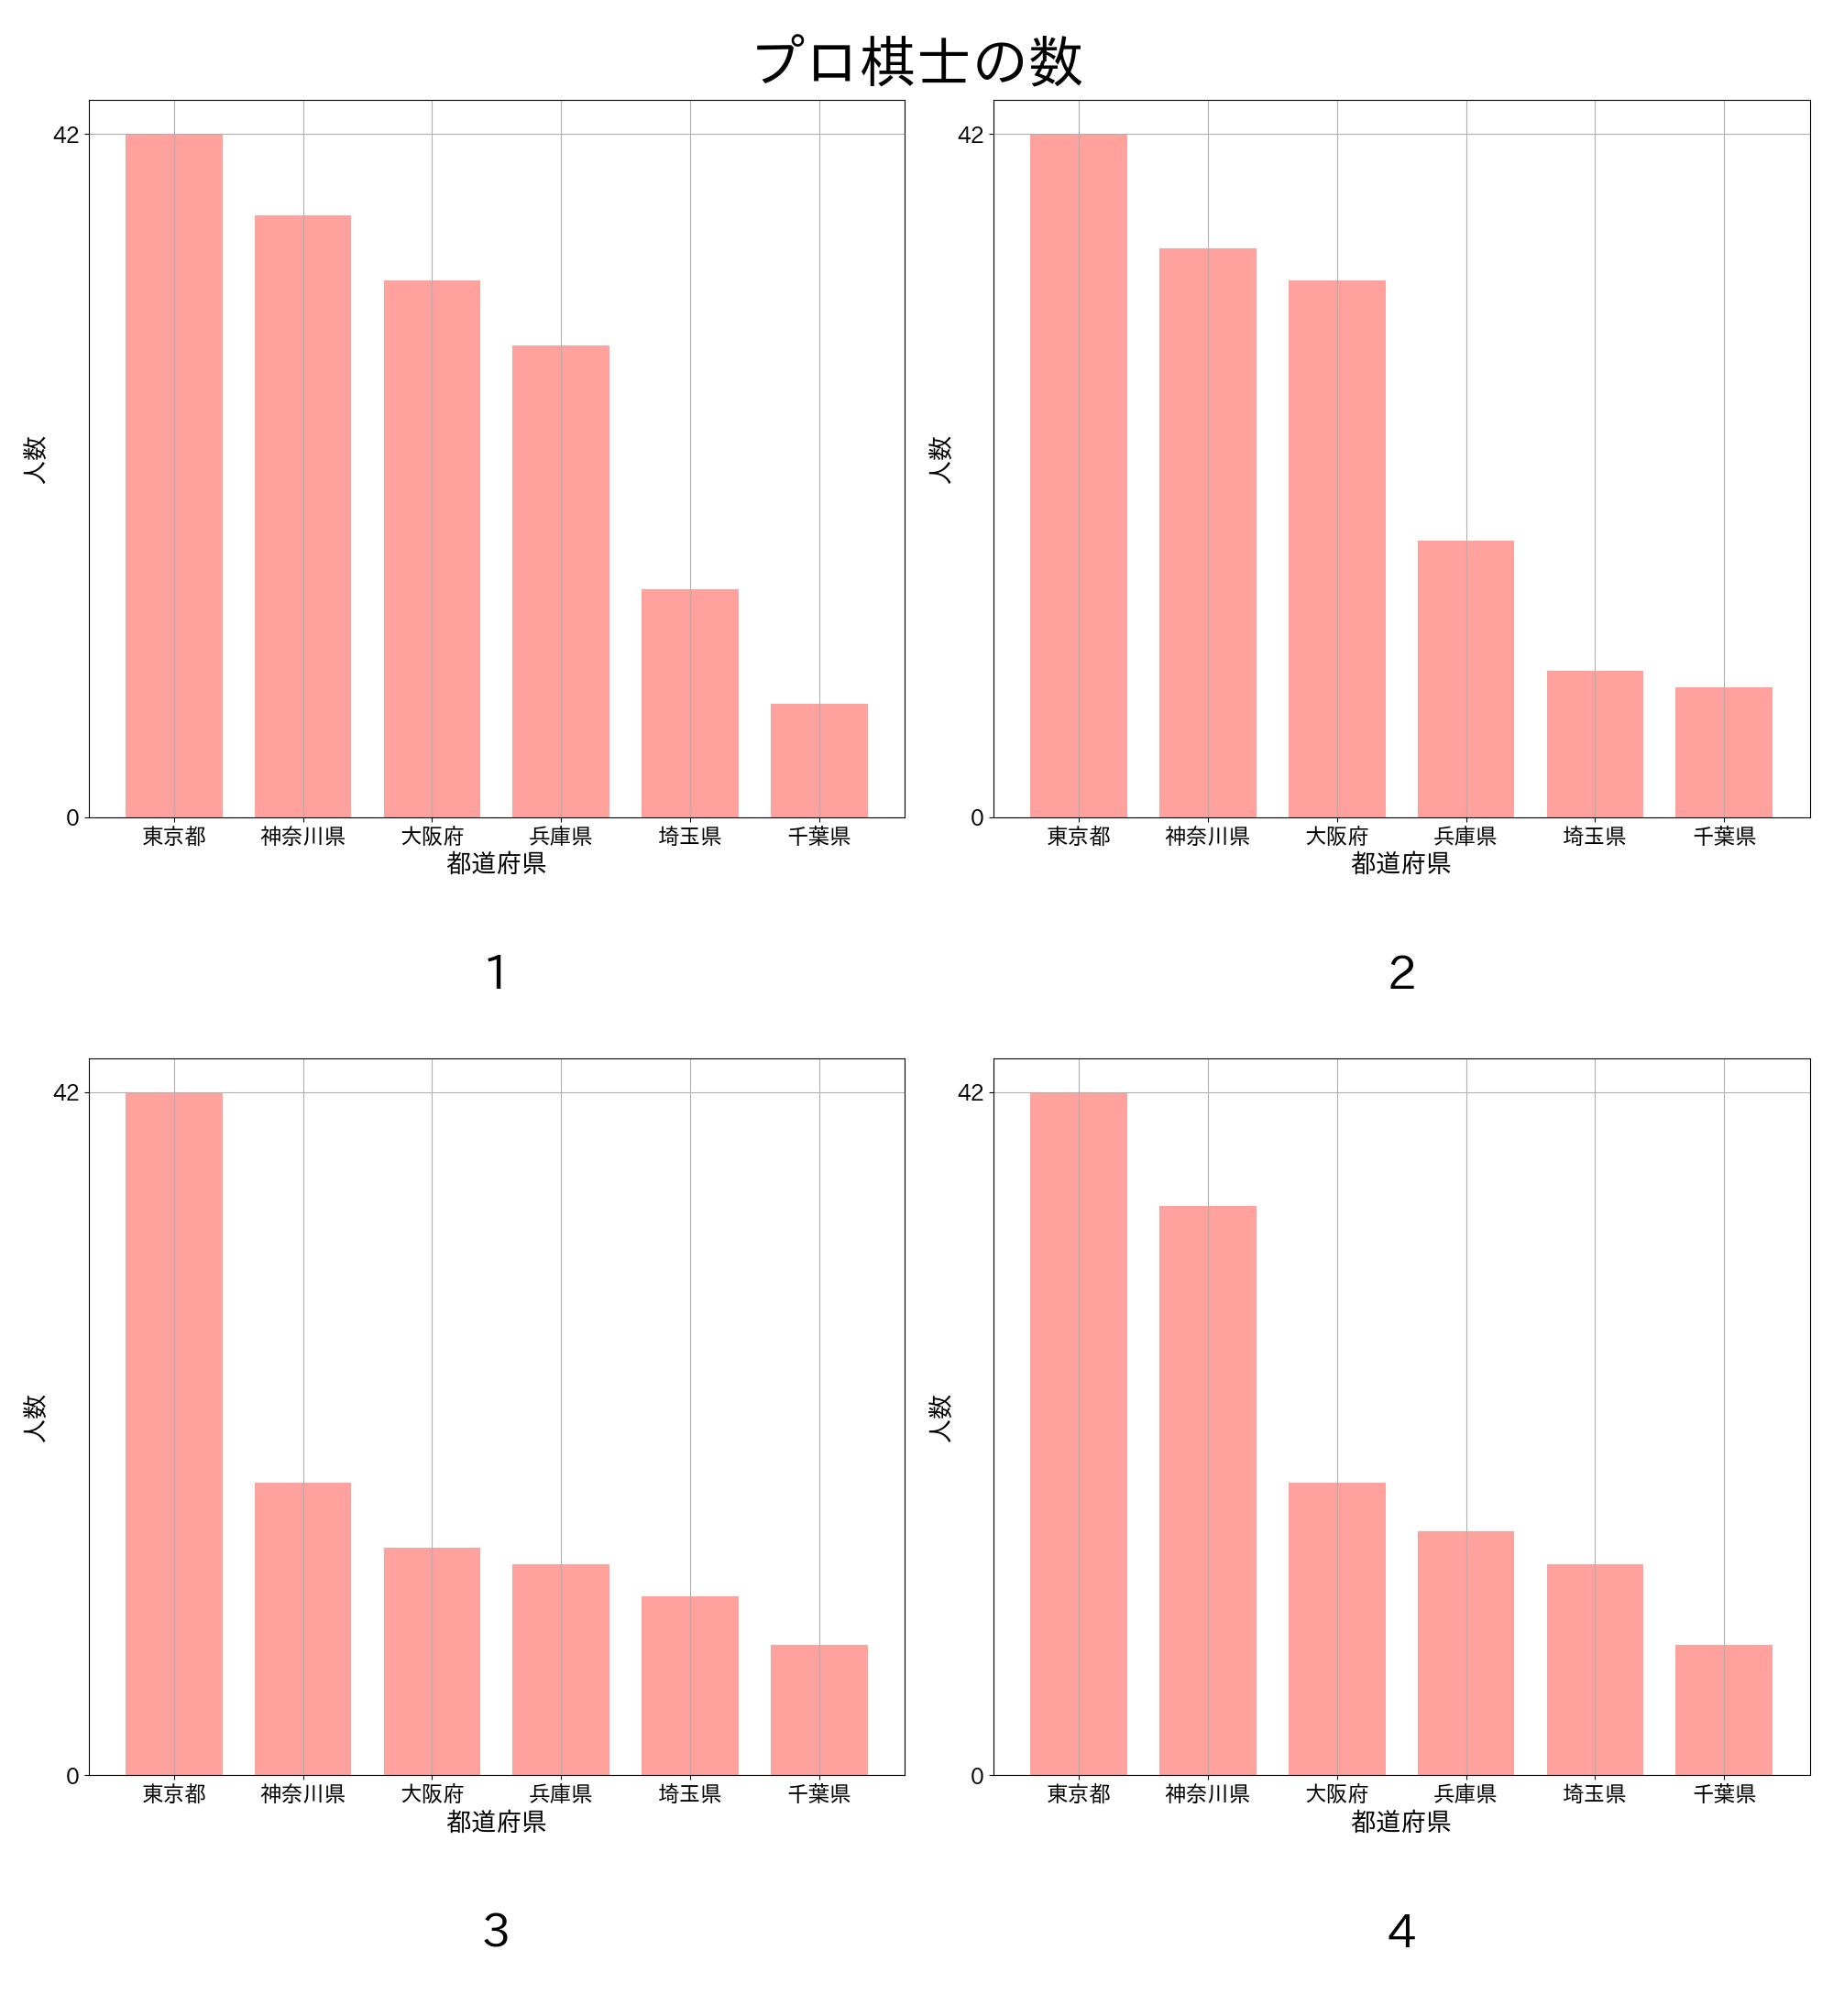 プロ棋士の数
42
0
人数
東京都 神奈川県 大阪府 兵庫県 埼玉県 千葉県
都道府県
1
42
0
人数
東京都 神奈川県 大阪府 兵庫県 埼玉県 千葉県
都道府県
2
42
0
人数
東京都 神奈川県 大阪府 兵庫県 埼玉県 千葉県
都道府県
3
42
0
人数
東京都 神奈川県 大阪府 兵庫県 埼玉県 千葉県
都道府県
4